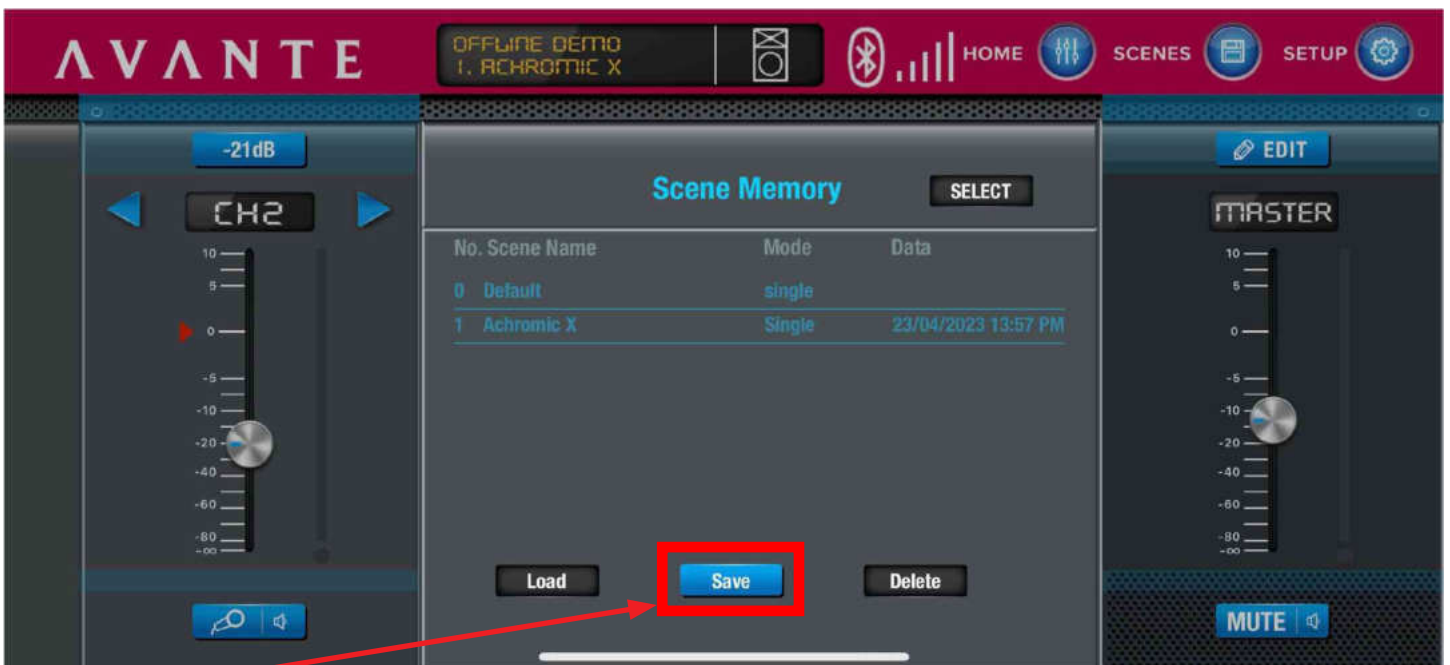 AVANTE
OFFLINE DEMO
1. ACHROMIC X
HOME
SCENES
SETUP
-21dB
CH2
10
5
0
-5
-10
-20
-40
-60
-80
-∞
Scene Memory
SELECT
No. Scene Name Mode Data
0 Default single
1 Achromic X Single 23/04/2023 13:57 PM
Load
Save
Delete
EDIT
MASTER
10
5
0
-5
-10
-20
-40
-60
-80
-∞
MUTE